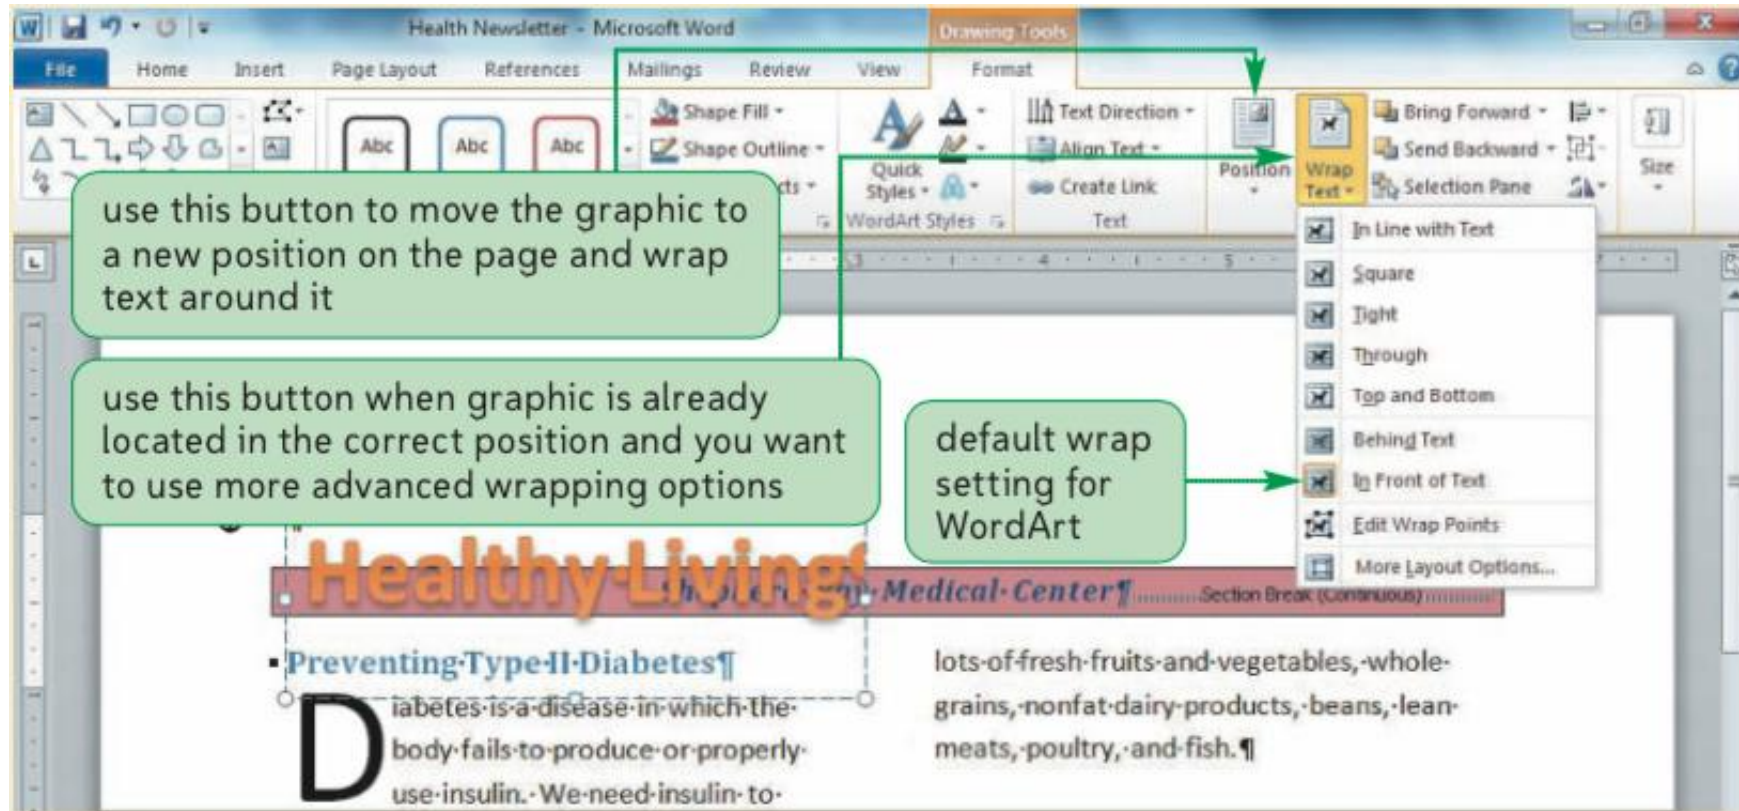 Health Newsletter - Microsoft Word
Drawing Tools
File Home Insert Page Layout References Mailings Review View Format
Abc Abc Abc
Shape Fill
Shape Outline
Quick Styles
WordArt Styles
Text Direction
Align Text
Create Link
Text
Position
Wrap Text
Bring Forward
Send Backward
Selection Pane
Size
use this button to move the graphic to
a new position on the page and wrap
text around it
use this button when graphic is already
located in the correct position and you want
to use more advanced wrapping options
default wrap
setting for
WordArt
In Line with Text
Square
Tight
Through
Top and Bottom
Behind Text
In Front of Text
Edit Wrap Points
More Layout Options...
3 4 5 7
Healthy·Living¶
Medical·Center¶ Section Break (Continuous)
Preventing·Type·II·Diabetes¶
Diabetes·is·a·disease·in·which·the·
body·fails·to·produce·or·properly·
use·insulin.·We·need·insulin·to·
lots·of·fresh·fruits·and·vegetables,·whole·
grains,·nonfat·dairy·products,·beans,·lean·
meats,·poultry,·and·fish.¶